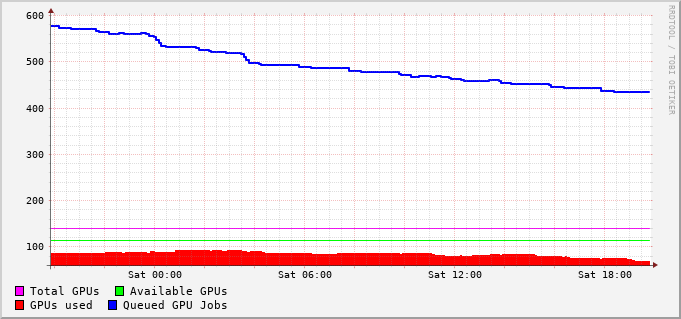 600
500
400
300
200
100
Sat 00:00 Sat 06:00 Sat 12:00 Sat 18:00
Total GPUs Available GPUs
GPUs used Queued GPU Jobs
RRDTOOL / TOBI OETIKER